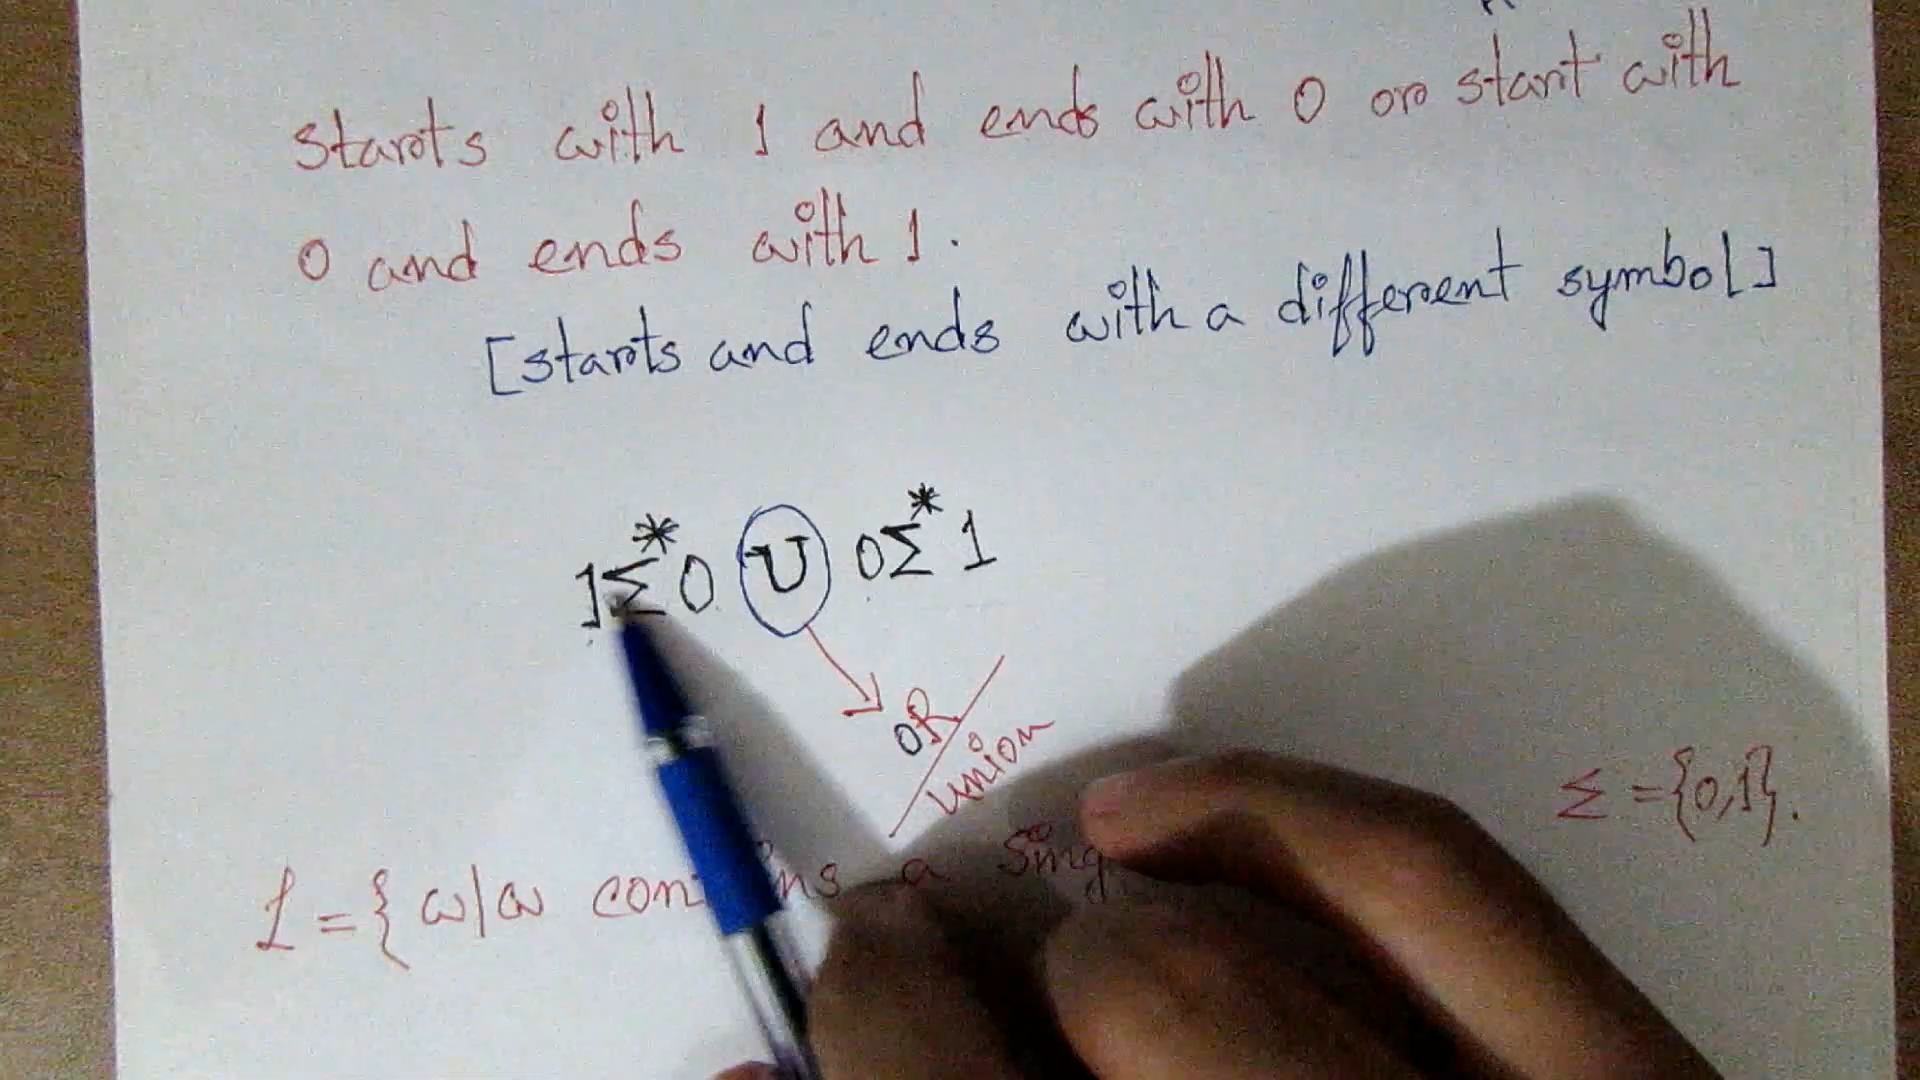 starts with 1 and ends with 0 or start with
0 and ends with 1.
[starts and ends with a different symbol]
1Σ*0 U 0Σ*1
OR/union
Σ={0,1}.
L={w/w a